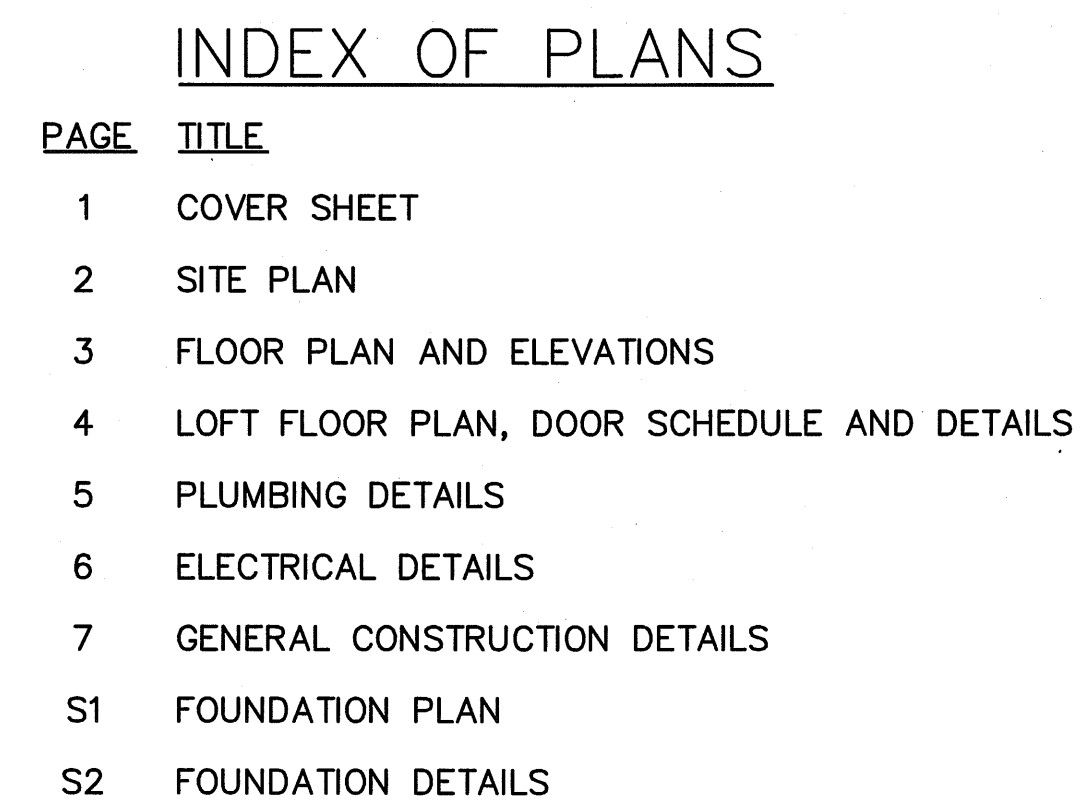 INDEX OF PLANS
PAGE TITLE
1 COVER SHEET
2 SITE PLAN
3 FLOOR PLAN AND ELEVATIONS
4 LOFT FLOOR PLAN, DOOR SCHEDULE AND DETAILS
5 PLUMBING DETAILS
6 ELECTRICAL DETAILS
7 GENERAL CONSTRUCTION DETAILS
S1 FOUNDATION PLAN
S2 FOUNDATION DETAILS